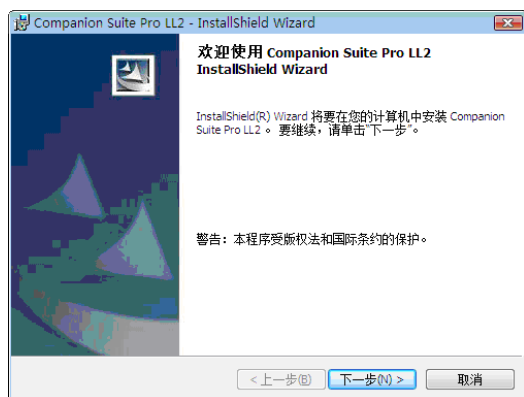 Companion Suite Pro LL2 - InstallShield Wizard
欢迎使用 Companion Suite Pro LL2
InstallShield Wizard
InstallShield(R) Wizard 将要在您的计算机中安装 Companion
Suite Pro LL2 。 要继续，请单击“下一步”。
警告：本程序受版权法和国际条约的保护。
<上一步(B) 下一步(N) > 取消